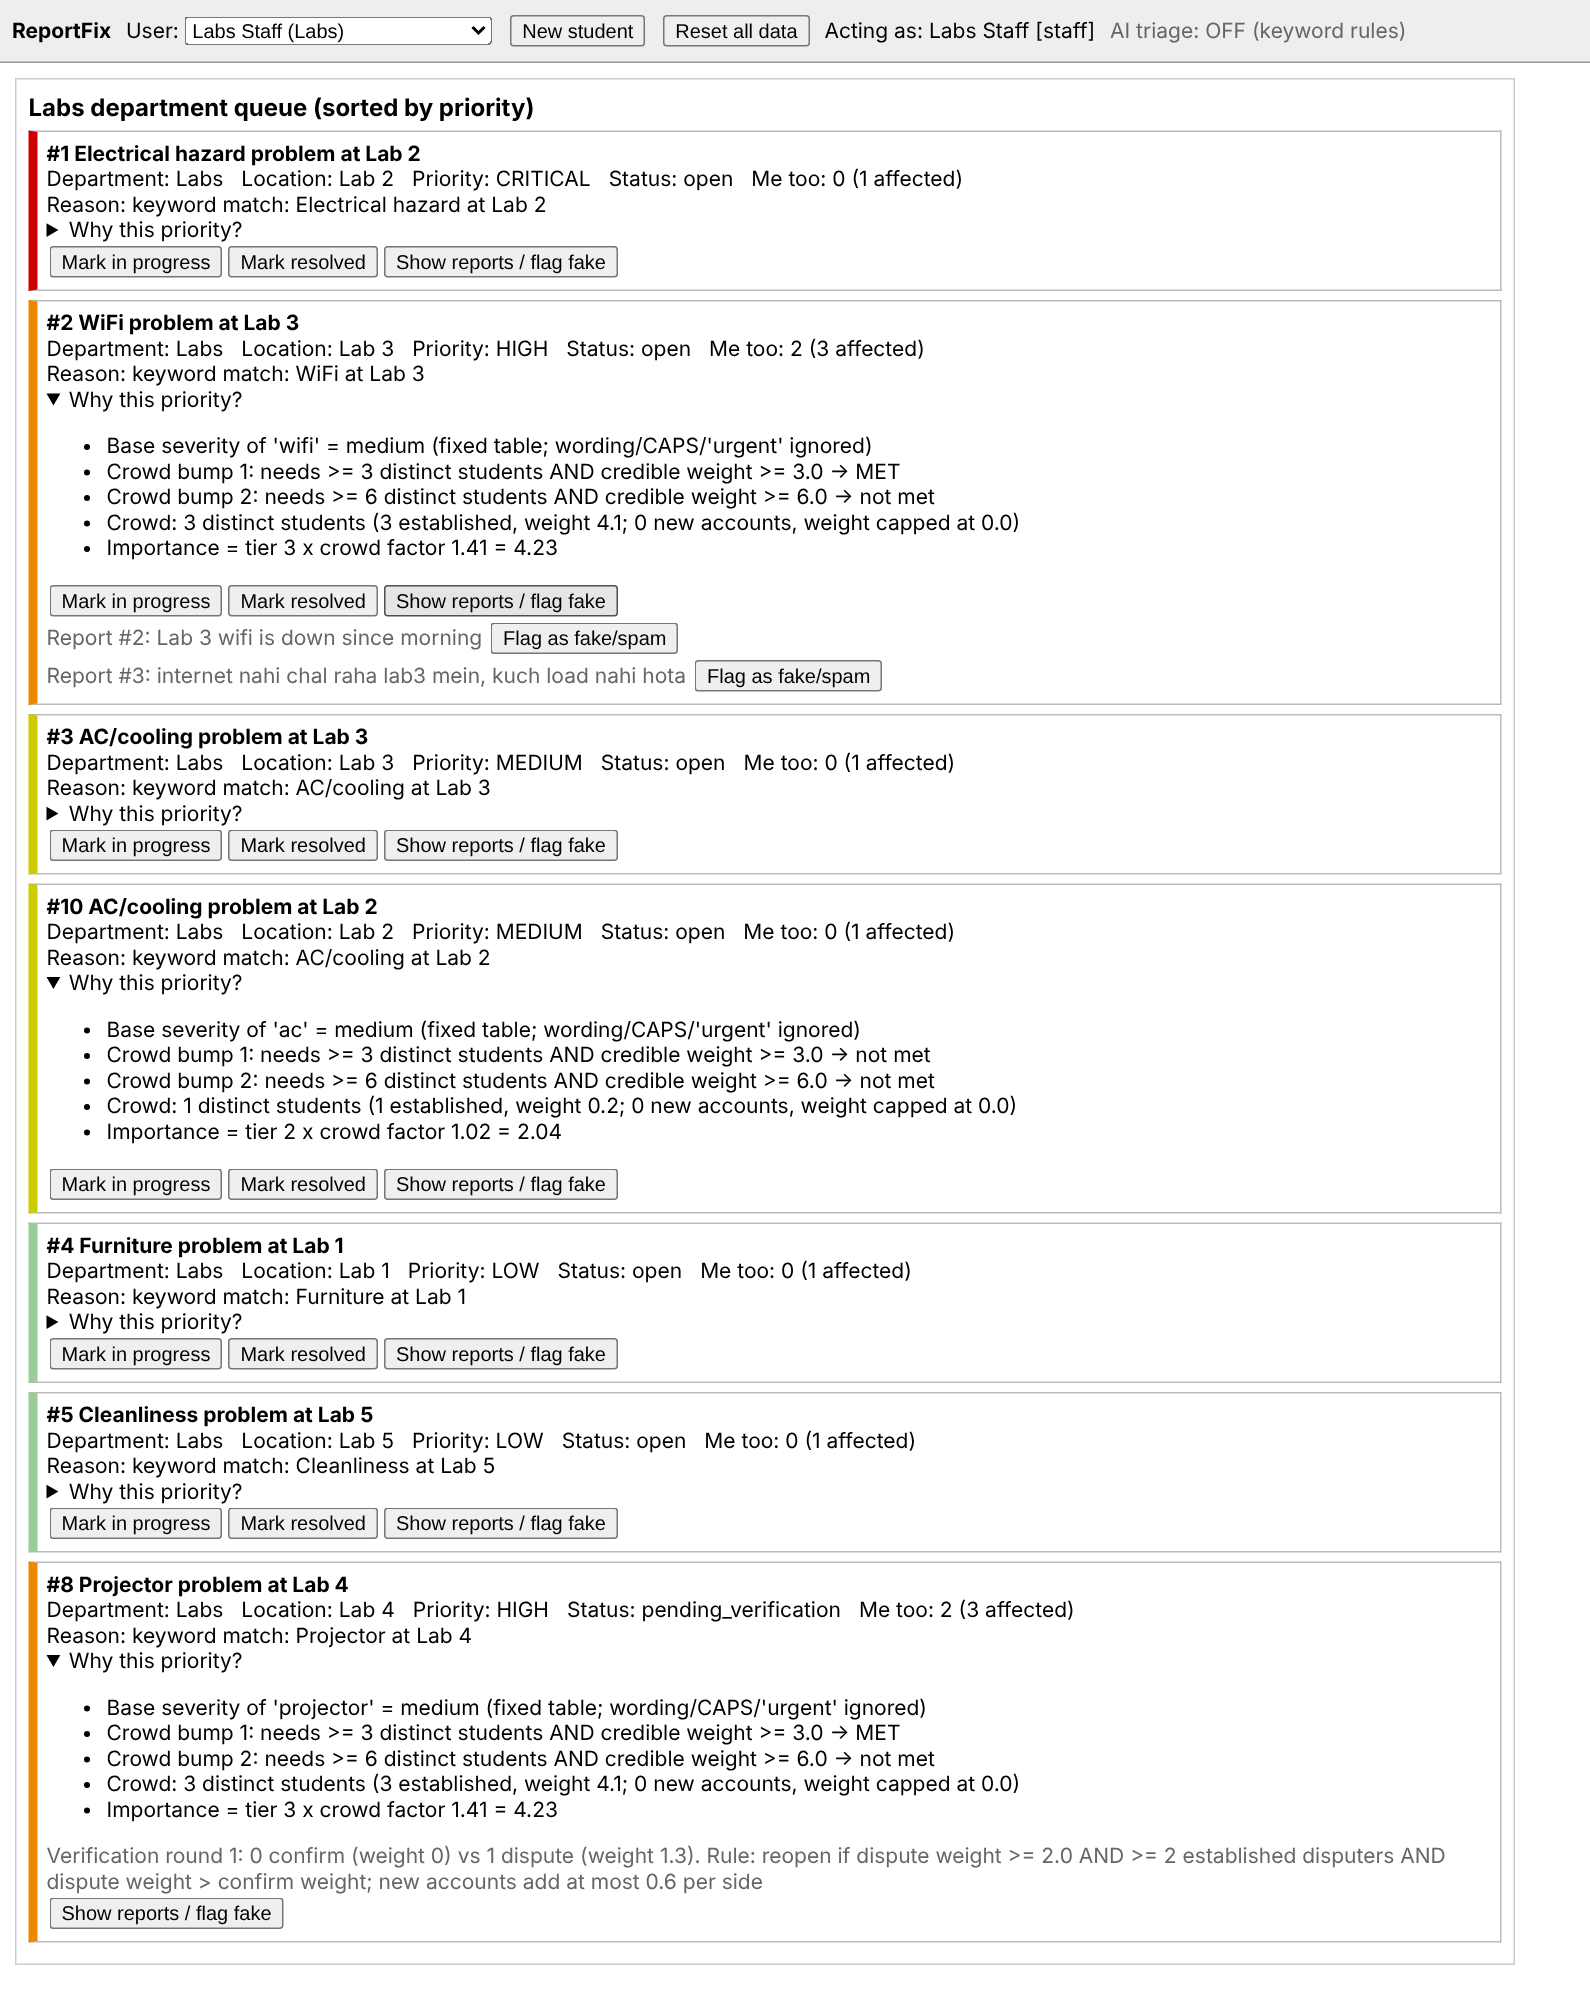 ReportFix User: Labs Staff (Labs) New student Reset all data Acting as: Labs Staff [staff] AI triage: OFF (keyword rules)
Labs department queue (sorted by priority)
#1 Electrical hazard problem at Lab 2
Department: Labs Location: Lab 2 Priority: CRITICAL Status: open Me too: 0 (1 affected)
Reason: keyword match: Electrical hazard at Lab 2
▶ Why this priority?
Mark in progress Mark resolved Show reports / flag fake
#2 WiFi problem at Lab 3
Department: Labs Location: Lab 3 Priority: HIGH Status: open Me too: 2 (3 affected)
Reason: keyword match: WiFi at Lab 3
▼ Why this priority?
• Base severity of 'wifi' = medium (fixed table; wording/CAPS/'urgent' ignored)
• Crowd bump 1: needs >= 3 distinct students AND credible weight >= 3.0 → MET
• Crowd bump 2: needs >= 6 distinct students AND credible weight >= 6.0 → not met
• Crowd: 3 distinct students (3 established, weight 4.1; 0 new accounts, weight capped at 0.0)
• Importance = tier 3 x crowd factor 1.41 = 4.23
Mark in progress Mark resolved Show reports / flag fake
Report #2: Lab 3 wifi is down since morning Flag as fake/spam
Report #3: internet nahi chal raha lab3 mein, kuch load nahi hota Flag as fake/spam
#3 AC/cooling problem at Lab 3
Department: Labs Location: Lab 3 Priority: MEDIUM Status: open Me too: 0 (1 affected)
Reason: keyword match: AC/cooling at Lab 3
▶ Why this priority?
Mark in progress Mark resolved Show reports / flag fake
#10 AC/cooling problem at Lab 2
Department: Labs Location: Lab 2 Priority: MEDIUM Status: open Me too: 0 (1 affected)
Reason: keyword match: AC/cooling at Lab 2
▼ Why this priority?
• Base severity of 'ac' = medium (fixed table; wording/CAPS/'urgent' ignored)
• Crowd bump 1: needs >= 3 distinct students AND credible weight >= 3.0 → not met
• Crowd bump 2: needs >= 6 distinct students AND credible weight >= 6.0 → not met
• Crowd: 1 distinct students (1 established, weight 0.2; 0 new accounts, weight capped at 0.0)
• Importance = tier 2 x crowd factor 1.02 = 2.04
Mark in progress Mark resolved Show reports / flag fake
#4 Furniture problem at Lab 1
Department: Labs Location: Lab 1 Priority: LOW Status: open Me too: 0 (1 affected)
Reason: keyword match: Furniture at Lab 1
▶ Why this priority?
Mark in progress Mark resolved Show reports / flag fake
#5 Cleanliness problem at Lab 5
Department: Labs Location: Lab 5 Priority: LOW Status: open Me too: 0 (1 affected)
Reason: keyword match: Cleanliness at Lab 5
▶ Why this priority?
Mark in progress Mark resolved Show reports / flag fake
#8 Projector problem at Lab 4
Department: Labs Location: Lab 4 Priority: HIGH Status: pending_verification Me too: 2 (3 affected)
Reason: keyword match: Projector at Lab 4
▼ Why this priority?
• Base severity of 'projector' = medium (fixed table; wording/CAPS/'urgent' ignored)
• Crowd bump 1: needs >= 3 distinct students AND credible weight >= 3.0 → MET
• Crowd bump 2: needs >= 6 distinct students AND credible weight >= 6.0 → not met
• Crowd: 3 distinct students (3 established, weight 4.1; 0 new accounts, weight capped at 0.0)
• Importance = tier 3 x crowd factor 1.41 = 4.23
Verification round 1: 0 confirm (weight 0) vs 1 dispute (weight 1.3). Rule: reopen if dispute weight >= 2.0 AND >= 2 established disputers AND
dispute weight > confirm weight; new accounts add at most 0.6 per side
Show reports / flag fake